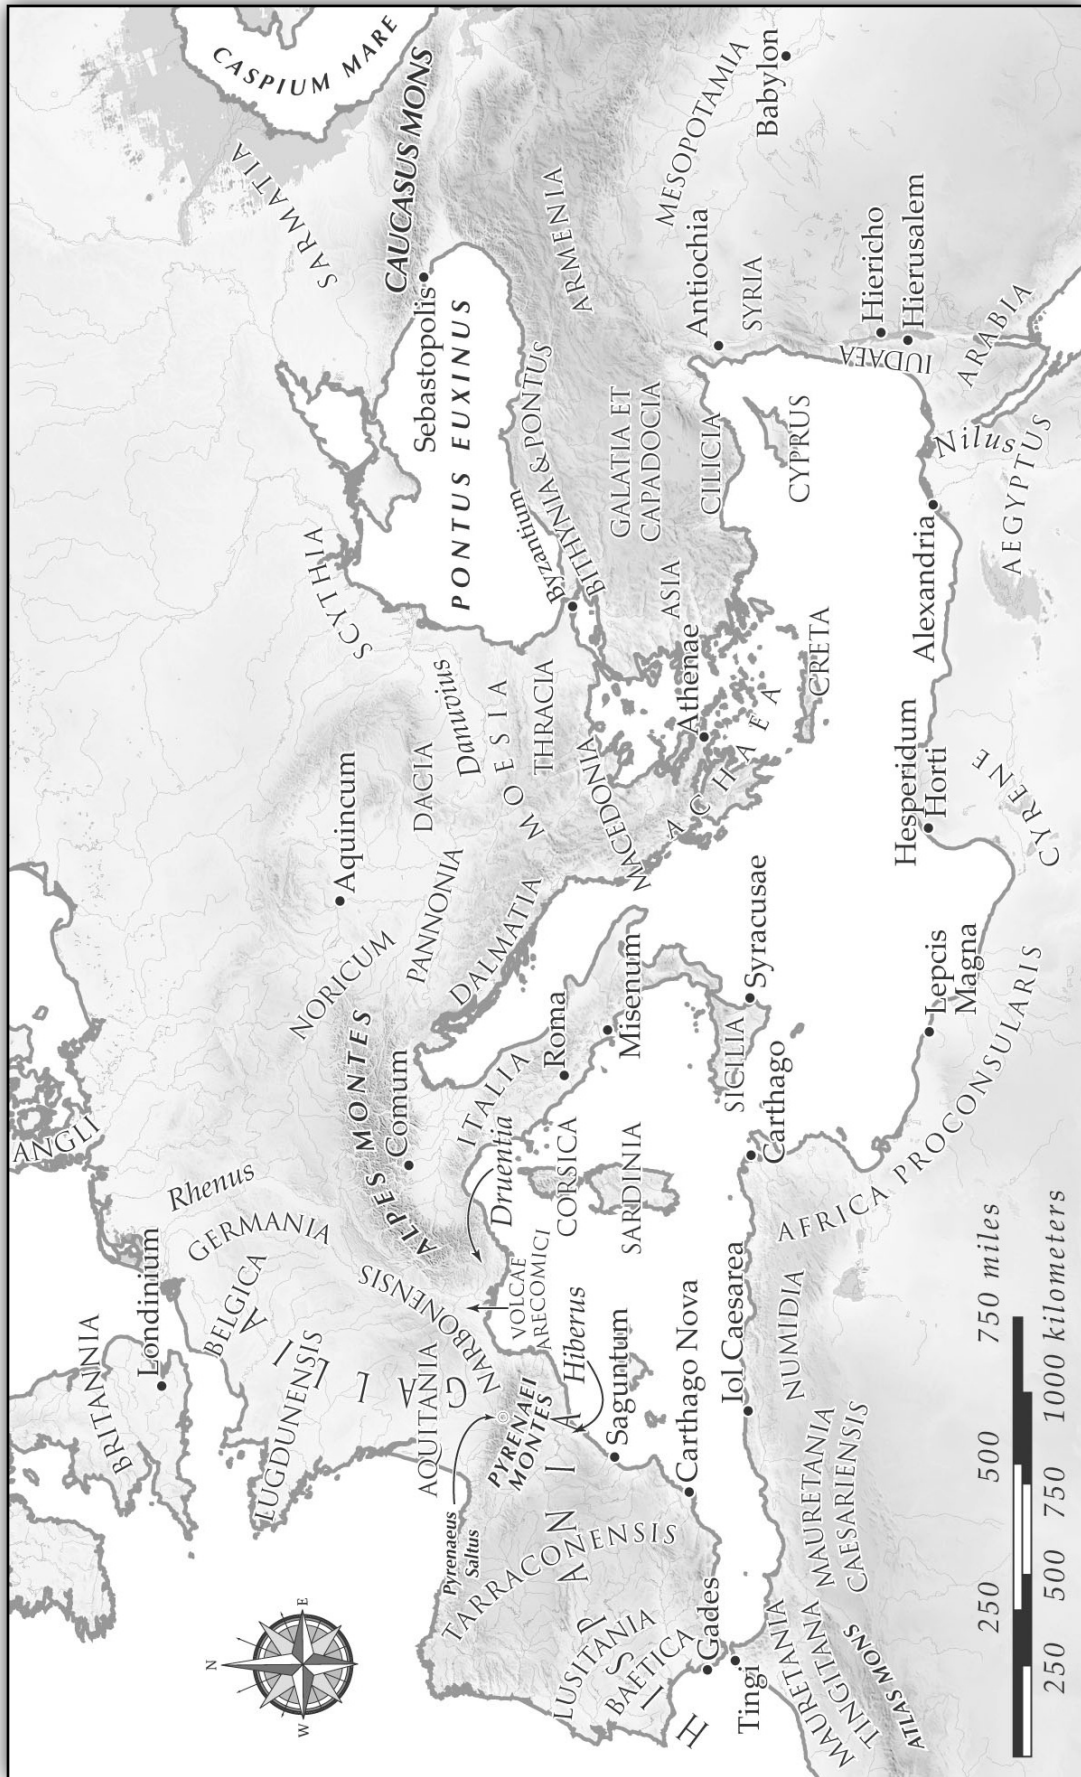 CASPIUM MARE
ANGLI
SARMATIA
CAUCASUS MONS
Sebastopolis
PONTUS EUXINUS
SCYTHIA
BRITANNIA
Londinium
Rhenus
GERMANIA
BELGICA
LUGDUNENSIS
GALLIA
AQUITANIA
NARBONENSIS
VOLCAE
ARECOMICI
ALPES MONTES
Comum
NORICUM
Aquincum
PANNONIA
DACIA
Danuvius
MOESIA
THRACIA
DALMATIA
MACEDONIA
Byzantium
BITHYNIA & PONTUS
ARMENIA
GALATIA ET
CAPADOCIA
ASIA
CILICIA
MESOPOTAMIA
Babylon
Antiochia
SYRIA
CYPRUS
Hiericho
Hierusalem
IUDAEA
ARABIA
Nilus
AEGYPTUS
Alexandria
Athenae
ACHAEA
CRETA
Hesperidum
Horti
CYRENE
ITALIA
Roma
Misenum
Druentia
CORSICA
SARDINIA
SICILIA
Syracusae
Carthago
Lepcis
Magna
AFRICA PROCONSULARIS
Pyrenaeus
Saltus
PYRENAEI
MONTES
Hiberus
Saguntum
Carthago Nova
HISPANIA
TARRACONENSIS
LUSITANIA
BAETICA
Gades
Tingi
MAURETANIA
TINGITANA
ATLAS MONS
MAURETANIA
CAESARIENSIS
Iol Caesarea
NUMIDIA
N
E
W
250 500 750 miles
250 500 750 1000 kilometers